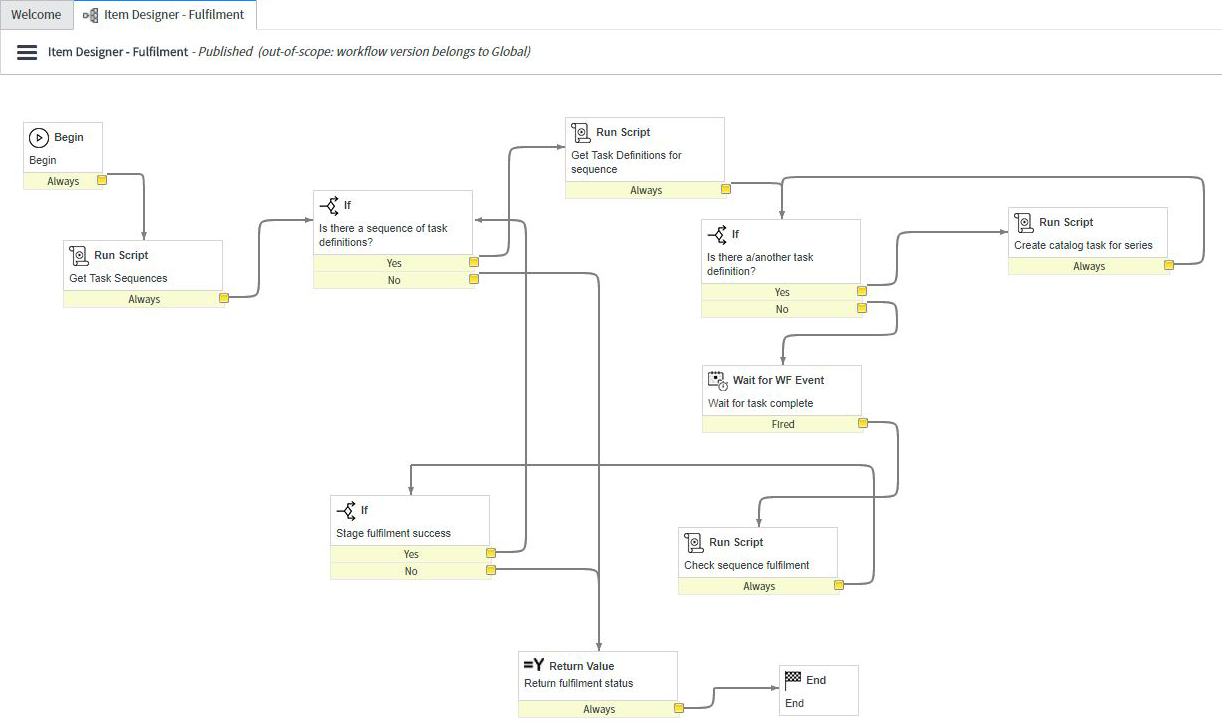 Welcome
Item Designer - Fulfilment
Item Designer - Fulfilment - Published (out-of-scope: workflow version belongs to Global)
Begin
Begin
Always
Run Script
Get Task Sequences
Always
If
Is there a sequence of task
definitions?
Yes
No
Run Script
Get Task Definitions for
sequence
Always
If
Is there a/another task
definition?
Yes
No
Run Script
Create catalog task for series
Always
Wait for WF Event
Wait for task complete
FIred
If
Stage fulfilment success
Yes
No
Run Script
Check sequence fulfilment
Always
=Y Return Value
Return fulfilment status
Always
End
End